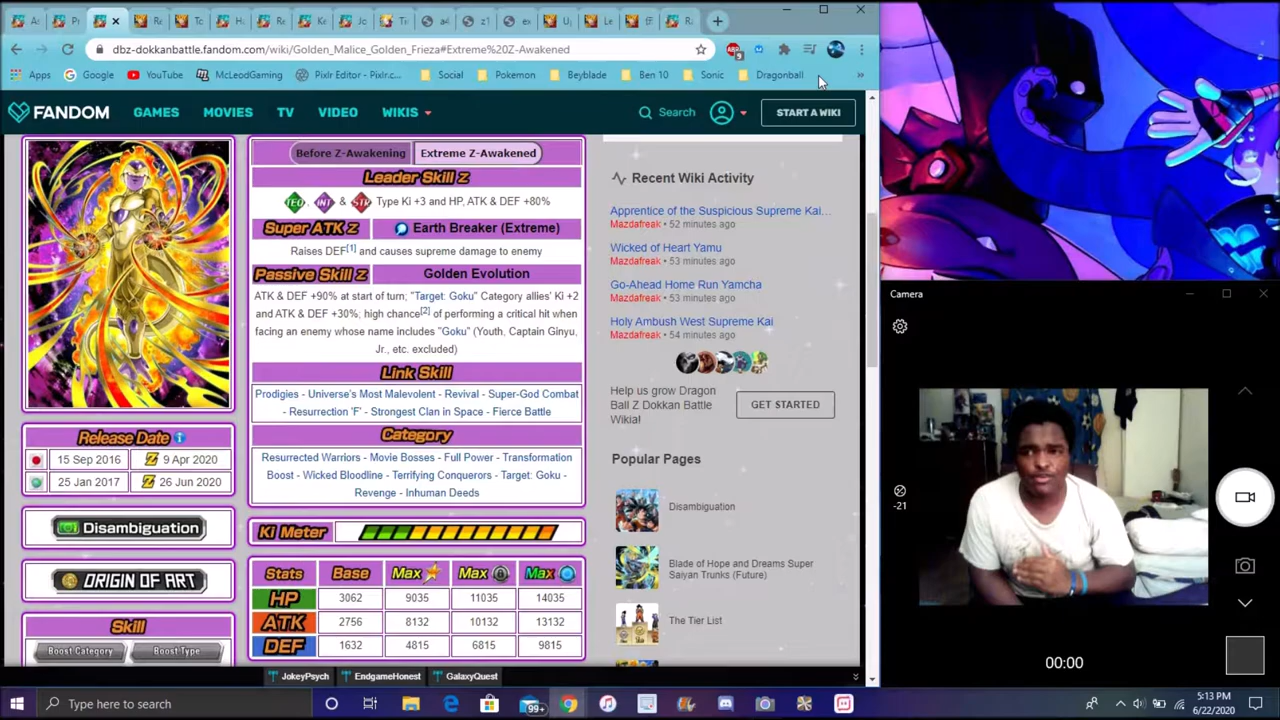 dbz-dokkanbattle.fandom.com/wiki/Golden_Malice_Golden_Frieza#Extreme%20Z-Awakened
Apps Google YouTube McLeodGaming Pixlr Editor - Pixlr.c... Social Pokemon Beyblade Ben 10 Sonic Dragonball »
FANDOM GAMES MOVIES TV VIDEO WIKIS Search START A WIKI
Before Z-Awakening Extreme Z-Awakened
Leader Skill Z
TEQ, INT & STR Type Ki +3 and HP, ATK & DEF +80%
Super ATK Z Earth Breaker (Extreme)
Raises DEF[1] and causes supreme damage to enemy
Passive Skill Z Golden Evolution
ATK & DEF +90% at start of turn; "Target: Goku" Category allies' Ki +2
and ATK & DEF +30%; high chance[2] of performing a critical hit when
facing an enemy whose name includes "Goku" (Youth, Captain Ginyu,
Jr., etc. excluded)
Link Skill
Prodigies - Universe's Most Malevolent - Revival - Super-God Combat
- Resurrection 'F' - Strongest Clan in Space - Fierce Battle
Category
Resurrected Warriors - Movie Bosses - Full Power - Transformation
Boost - Wicked Bloodline - Terrifying Conquerors - Target: Goku -
Revenge - Inhuman Deeds
Ki Meter
Stats Base Max Max Max
HP 3062 9035 11035 14035
ATK 2756 8132 10132 13132
DEF 1632 4815 6815 9815
Release Date
15 Sep 2016 Z 9 Apr 2020
25 Jan 2017 Z 26 Jun 2020
Disambiguation
ORIGIN OF ART
Skill
Boost Category Boost Type
Recent Wiki Activity
Apprentice of the Suspicious Supreme Kai...
Mazdafreak • 52 minutes ago
Wicked of Heart Yamu
Mazdafreak • 53 minutes ago
Go-Ahead Home Run Yamcha
Mazdafreak • 53 minutes ago
Holy Ambush West Supreme Kai
Mazdafreak • 54 minutes ago
Help us grow Dragon
Ball Z Dokkan Battle
Wikia!
GET STARTED
Popular Pages
Disambiguation
Blade of Hope and Dreams Super
Saiyan Trunks (Future)
The Tier List
JokeyPsych EndgameHonest GalaxyQuest
Camera
-21
00:00
Type here to search
99+
5:13 PM
6/22/2020